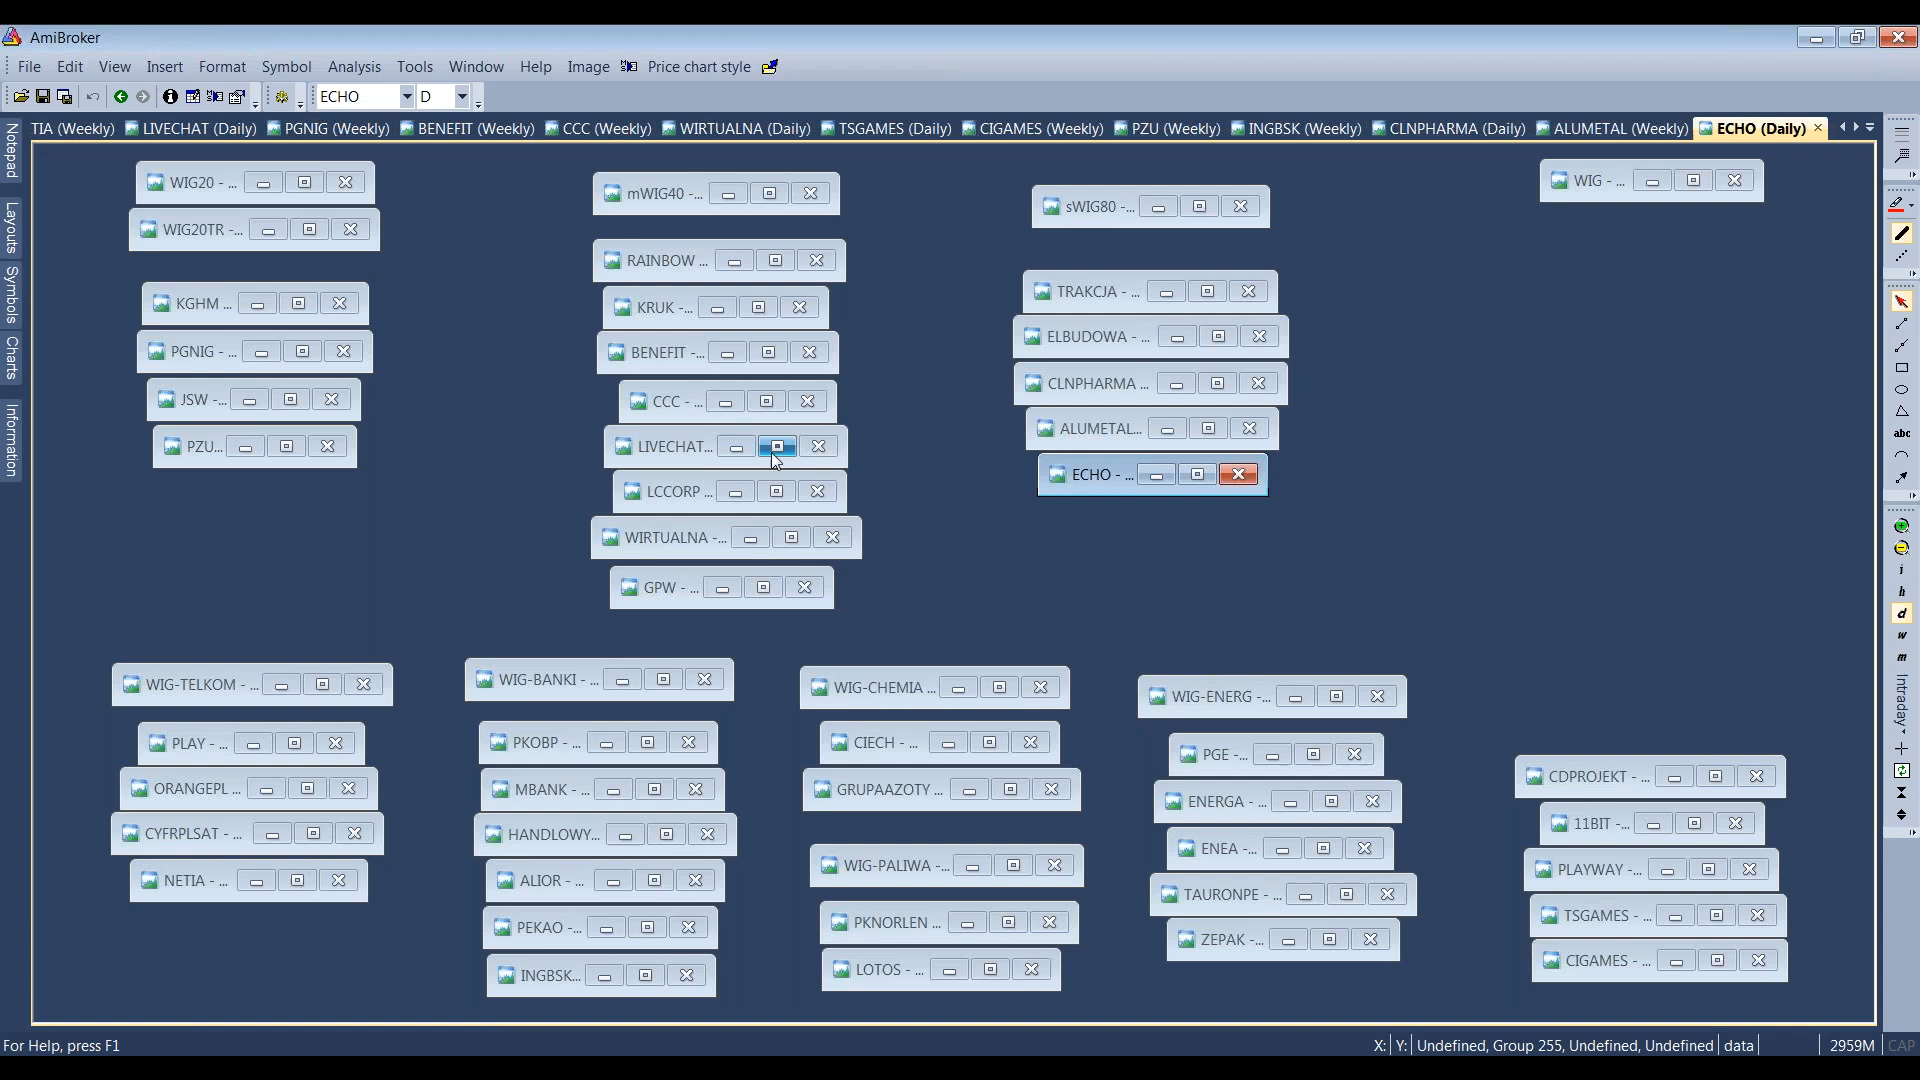 AmiBroker
File Edit View Insert Format Symbol Analysis Tools Window Help Image Price chart style
ECHO D
TIA (Weekly) LIVECHAT (Daily) PGNIG (Weekly) BENEFIT (Weekly) CCC (Weekly) WIRTUALNA (Daily) TSGAMES (Daily) CIGAMES (Weekly) PZU (Weekly) INGBSK (Weekly) CLNPHARMA (Daily) ALUMETAL (Weekly) ECHO (Daily)
Notepad
Layouts
Symbols
Charts
Information
WIG20 - ...
WIG20TR -...
KGHM ...
PGNIG - ...
JSW -...
PZU...
mWIG40 -...
RAINBOW ...
KRUK -...
BENEFIT -...
CCC - ...
LIVECHAT...
LCCORP ...
WIRTUALNA -...
GPW - ...
sWIG80 -...
TRAKCJA - ...
ELBUDOWA - ...
CLNPHARMA ...
ALUMETAL...
ECHO - ...
WIG - ...
WIG-TELKOM - ...
PLAY - ...
ORANGEPL ...
CYFRPLSAT - ...
NETIA - ...
WIG-BANKI - ...
PKOBP - ...
MBANK - ...
HANDLOWY...
ALIOR - ...
PEKAO -...
INGBSK...
WIG-CHEMIA ...
CIECH - ...
GRUPAAZOTY ...
WIG-PALIWA -...
PKNORLEN ...
LOTOS - ...
WIG-ENERG -...
PGE -...
ENERGA - ...
ENEA -...
TAURONPE - ...
ZEPAK -...
CDPROJEKT - ...
11BIT -...
PLAYWAY -...
TSGAMES - ...
CIGAMES - ...
abc
i
h
d
w
m
Intraday
For Help, press F1
X: Y: Undefined, Group 255, Undefined, Undefined data 2959M CAP